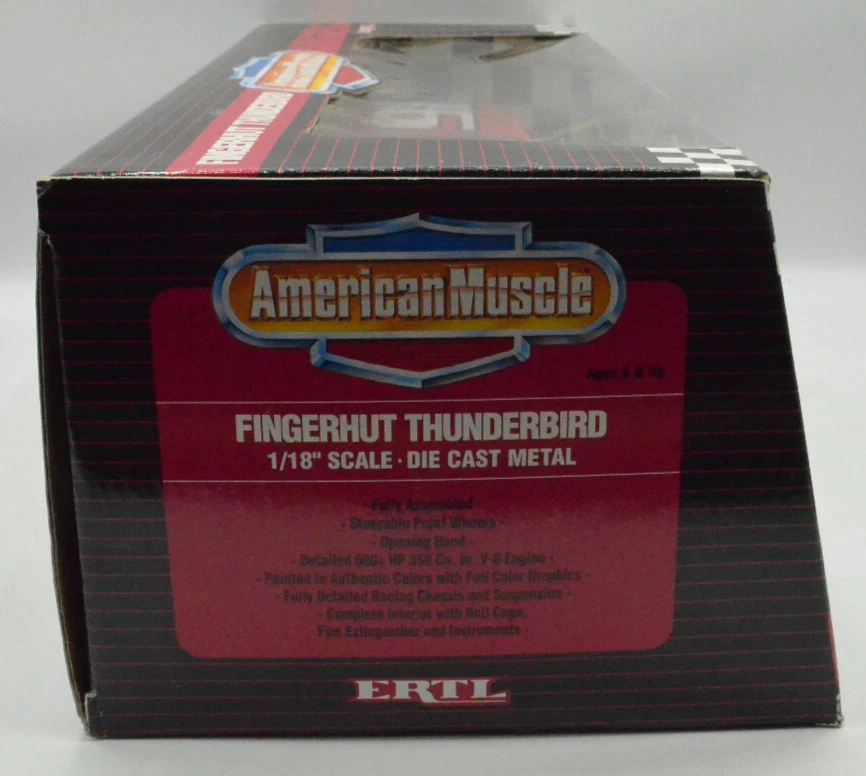 FINGERHUT THUNDERBIRD
American Muscle
Ages 8 & Up
FINGERHUT THUNDERBIRD
1/18" SCALE · DIE CAST METAL
· Fully Assembled ·
· Steerable Front Wheels ·
· Opening Hood ·
· Detailed 600+ HP 358 Cu. In. V-8 Engine ·
· Painted in Authentic Colors with Full Color Graphics ·
· Fully Detailed Racing Chassis and Suspension ·
· Complete Interior with Roll Cage,
Fire Extinguisher and Instruments ·
ERTL